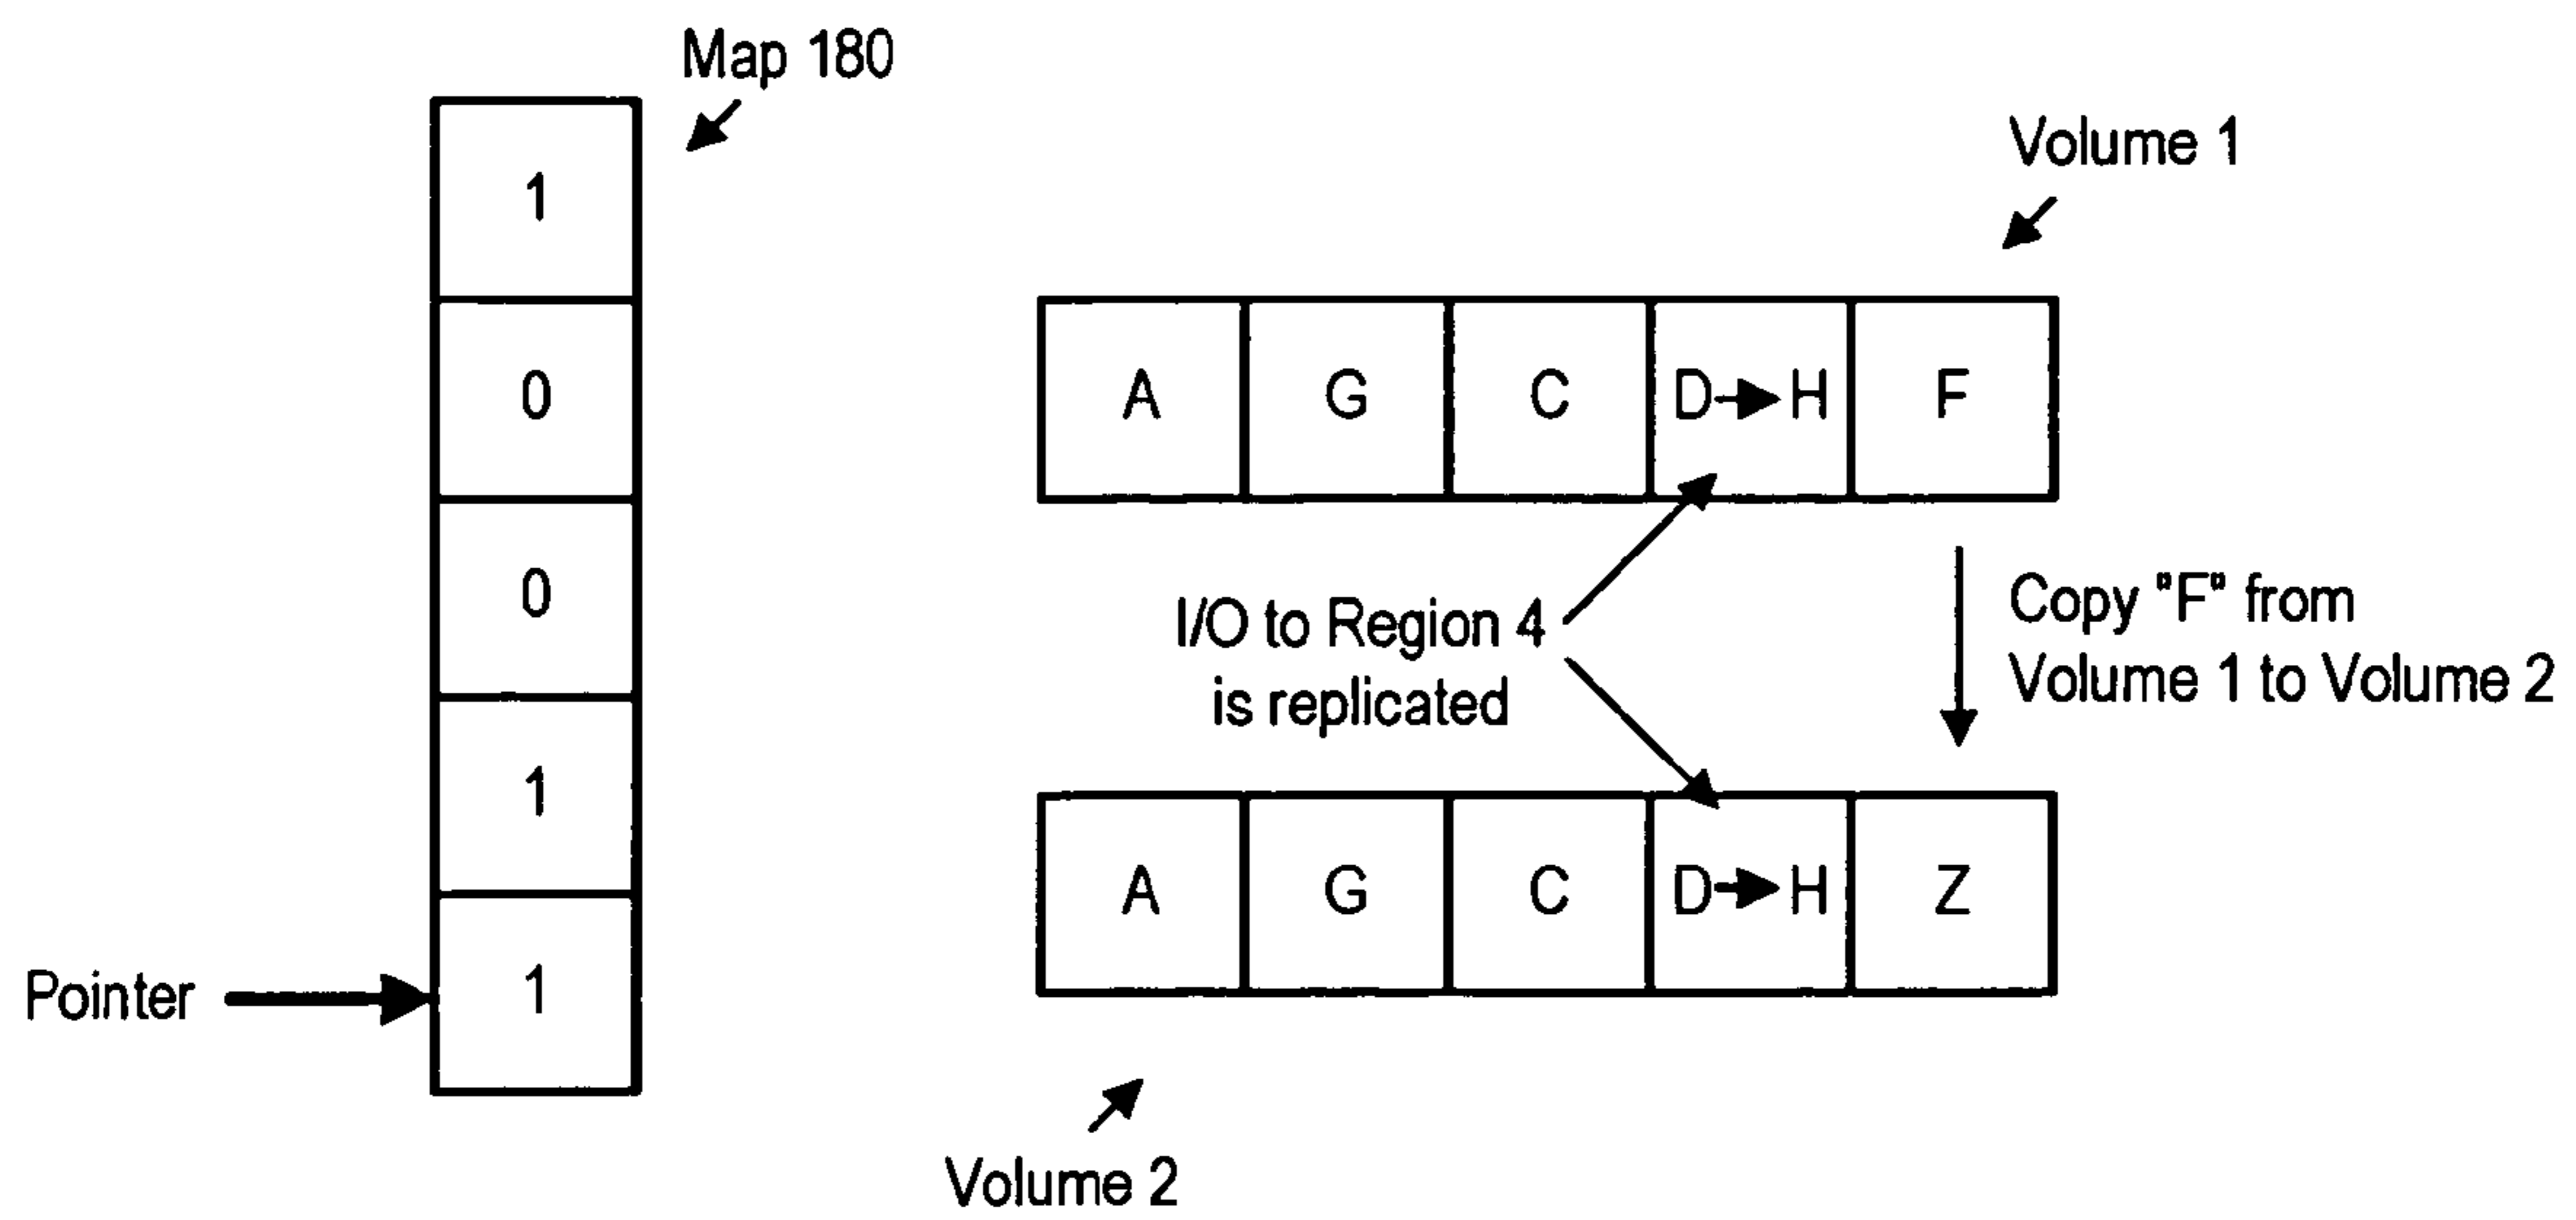 Map 180
1
0
0
1
1
Pointer
Volume 1
A G C D H F
I/O to Region 4
is replicated
Copy "F" from
Volume 1 to Volume 2
A G C D H Z
Volume 2